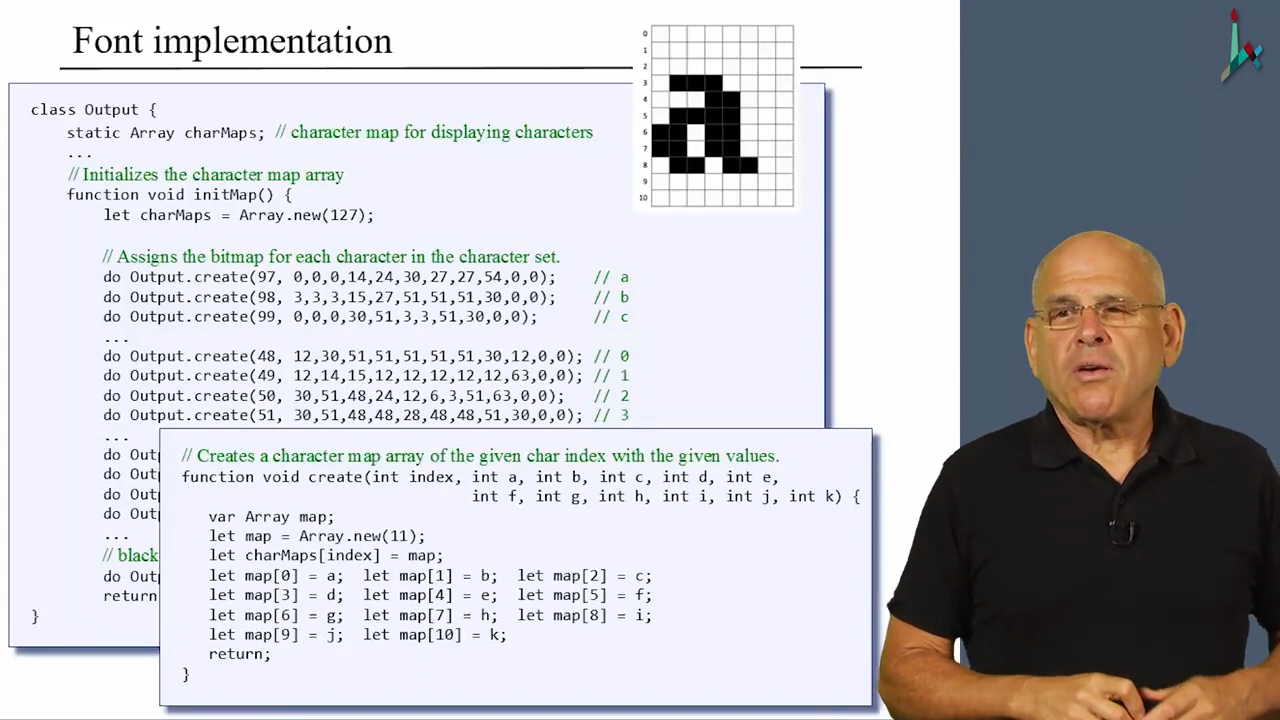 Font implementation
class Output {
static Array charMaps; // character map for displaying characters
...
// Initializes the character map array
function void initMap() {
let charMaps = Array.new(127);
// Assigns the bitmap for each character in the character set.
do Output.create(97, 0,0,0,14,24,30,27,27,54,0,0); // a
do Output.create(98, 3,3,3,15,27,51,51,51,30,0,0); // b
do Output.create(99, 0,0,0,30,51,3,3,51,30,0,0); // c
...
do Output.create(48, 12,30,51,51,51,51,51,30,12,0,0); // 0
do Output.create(49, 12,14,15,12,12,12,12,12,63,0,0); // 1
do Output.create(50, 30,51,48,24,12,6,3,51,63,0,0); // 2
do Output.create(51, 30,51,48,48,28,48,48,51,30,0,0); // 3
...
do Ou
do Ou
do Ou
do Ou
...
// black
do Out
return
}
0
1
2
3
4
5
6
7
8
9
10
// Creates a character map array of the given char index with the given values.
function void create(int index, int a, int b, int c, int d, int e,
int f, int g, int h, int i, int j, int k) {
var Array map;
let map = Array.new(11);
let charMaps[index] = map;
let map[0] = a; let map[1] = b; let map[2] = c;
let map[3] = d; let map[4] = e; let map[5] = f;
let map[6] = g; let map[7] = h; let map[8] = i;
let map[9] = j; let map[10] = k;
return;
}